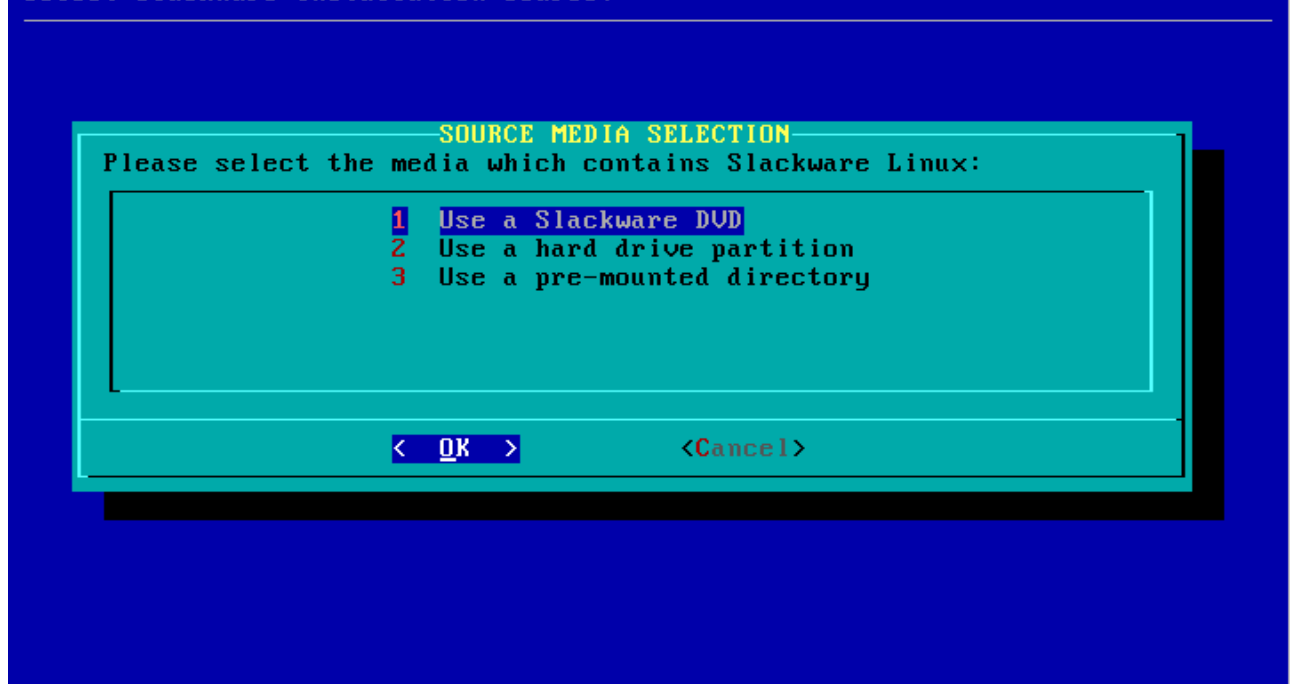 SOURCE MEDIA SELECTION
Please select the media which contains Slackware Linux:
1 Use a Slackware DVD
2 Use a hard drive partition
3 Use a pre-mounted directory
< OK > <Cancel>